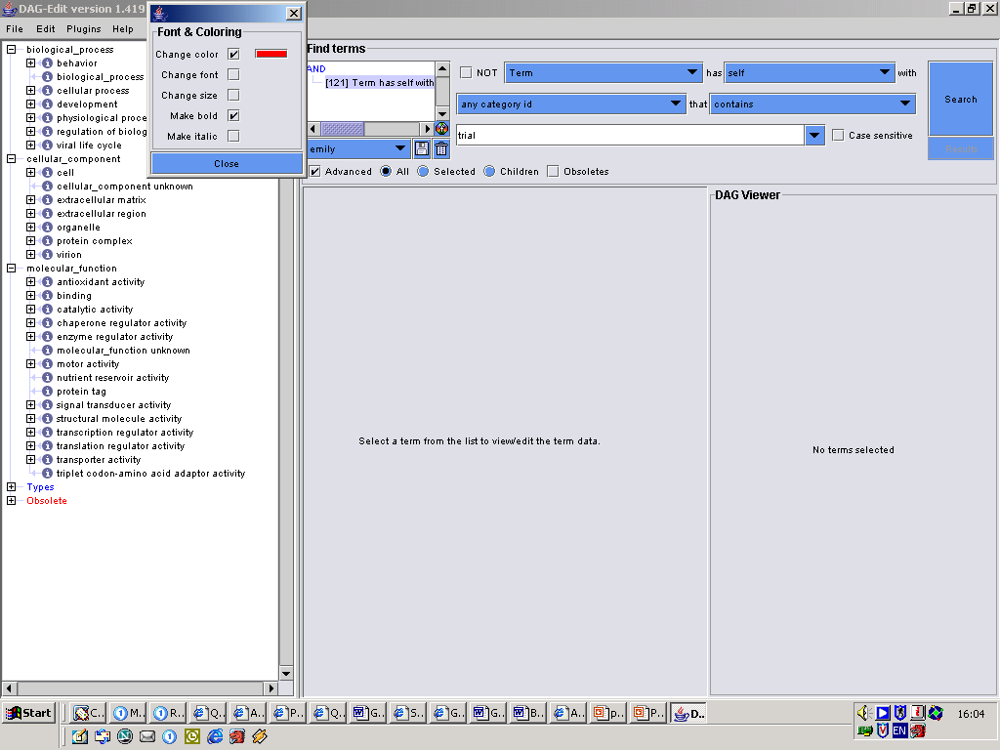 DAG-Edit version 1.419
File Edit Plugins Help
Font & Coloring
Change color
Change font
Change size
Make bold
Make italic
Close
biological_process
behavior
biological_process
cellular process
development
physiological proce
regulation of biolog
viral life cycle
cellular_component
cell
cellular_component unknown
extracellular matrix
extracellular region
organelle
protein complex
virion
molecular_function
antioxidant activity
binding
catalytic activity
chaperone regulator activity
enzyme regulator activity
molecular_function unknown
motor activity
nutrient reservoir activity
protein tag
signal transducer activity
structural molecule activity
transcription regulator activity
translation regulator activity
transporter activity
triplet codon-amino acid adaptor activity
Types
Obsolete
Find terms
AND
[121] Term has self with
emily
NOT Term has self with
any category id that contains
trial
Case sensitive
Search
Advanced All Selected Children Obsoletes
Select a term from the list to view/edit the term data.
DAG Viewer
No terms selected
Start C.. M.. R.. Q.. A.. P.. Q.. G.. S.. G.. G.. B.. A.. p.. P.. D..
EN 16:04